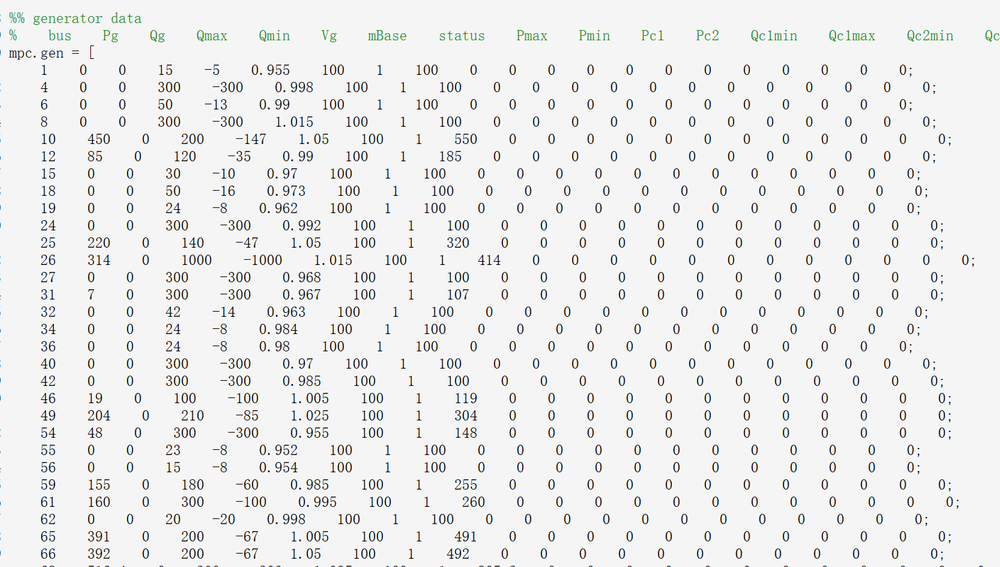 %% generator data
% bus Pg Qg Qmax Qmin Vg mBase status Pmax Pmin Pc1 Pc2 Qc1min Qc1max Qc2min
mpc.gen = [
1 0 0 15 -5 0.955 100 1 100 0 0 0 0 0 0 0 0 0 0 0 0;
4 0 0 300 -300 0.998 100 1 100 0 0 0 0 0 0 0 0 0 0 0 0;
6 0 0 50 -13 0.99 100 1 100 0 0 0 0 0 0 0 0 0 0 0 0;
8 0 0 300 -300 1.015 100 1 100 0 0 0 0 0 0 0 0 0 0 0 0;
10 450 0 200 -147 1.05 100 1 550 0 0 0 0 0 0 0 0 0 0 0 0;
12 85 0 120 -35 0.99 100 1 185 0 0 0 0 0 0 0 0 0 0 0 0;
15 0 0 30 -10 0.97 100 1 100 0 0 0 0 0 0 0 0 0 0 0 0;
18 0 0 50 -16 0.973 100 1 100 0 0 0 0 0 0 0 0 0 0 0 0;
19 0 0 24 -8 0.962 100 1 100 0 0 0 0 0 0 0 0 0 0 0 0;
24 0 0 300 -300 0.992 100 1 100 0 0 0 0 0 0 0 0 0 0 0 0;
25 220 0 140 -47 1.05 100 1 320 0 0 0 0 0 0 0 0 0 0 0 0;
26 314 0 1000 -1000 1.015 100 1 414 0 0 0 0 0 0 0 0 0 0 0 0;
27 0 0 300 -300 0.968 100 1 100 0 0 0 0 0 0 0 0 0 0 0 0;
31 7 0 300 -300 0.967 100 1 107 0 0 0 0 0 0 0 0 0 0 0 0;
32 0 0 42 -14 0.963 100 1 100 0 0 0 0 0 0 0 0 0 0 0 0;
34 0 0 24 -8 0.984 100 1 100 0 0 0 0 0 0 0 0 0 0 0 0;
36 0 0 24 -8 0.98 100 1 100 0 0 0 0 0 0 0 0 0 0 0 0;
40 0 0 300 -300 0.97 100 1 100 0 0 0 0 0 0 0 0 0 0 0 0;
42 0 0 300 -300 0.985 100 1 100 0 0 0 0 0 0 0 0 0 0 0 0;
46 19 0 100 -100 1.005 100 1 119 0 0 0 0 0 0 0 0 0 0 0 0;
49 204 0 210 -85 1.025 100 1 304 0 0 0 0 0 0 0 0 0 0 0 0;
54 48 0 300 -300 0.955 100 1 148 0 0 0 0 0 0 0 0 0 0 0 0;
55 0 0 23 -8 0.952 100 1 100 0 0 0 0 0 0 0 0 0 0 0 0;
56 0 0 15 -8 0.954 100 1 100 0 0 0 0 0 0 0 0 0 0 0 0;
59 155 0 180 -60 0.985 100 1 255 0 0 0 0 0 0 0 0 0 0 0 0;
61 160 0 300 -100 0.995 100 1 260 0 0 0 0 0 0 0 0 0 0 0 0;
62 0 0 20 -20 0.998 100 1 100 0 0 0 0 0 0 0 0 0 0 0 0;
65 391 0 200 -67 1.005 100 1 491 0 0 0 0 0 0 0 0 0 0 0 0;
66 392 0 200 -67 1.05 100 1 492 0 0 0 0 0 0 0 0 0 0 0 0;